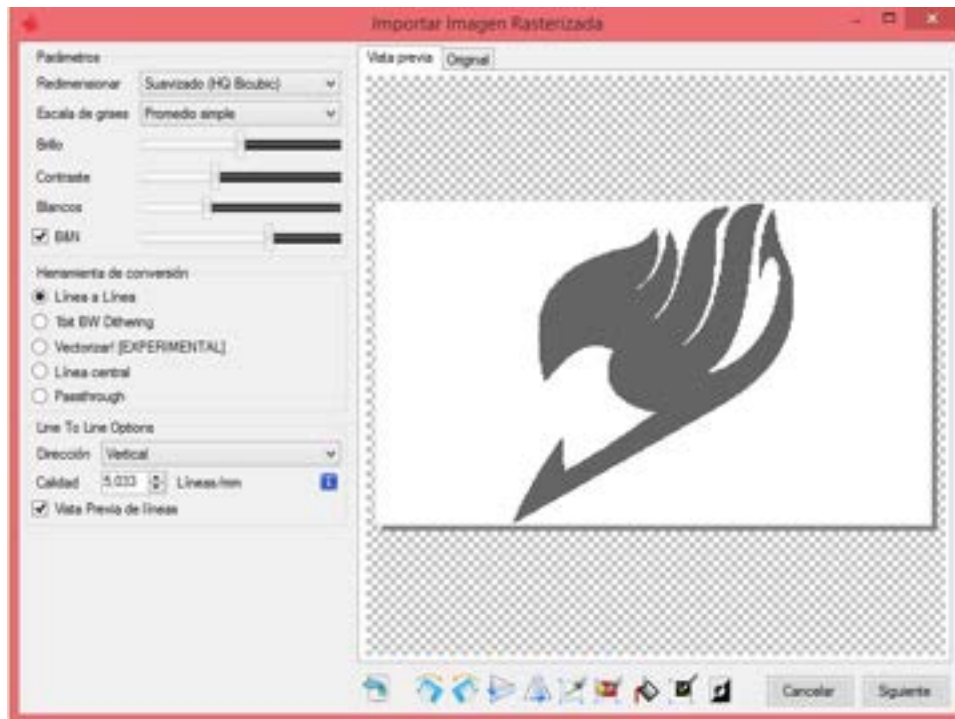 Importar Imagen Rasterizada
Parámetros
Redimensionar Suavizado (HQ Bicubic)
Escala de grises Promedio simple
Brillo
Contraste
Blancos
B&N
Herramienta de conversión
Línea a Línea
1bit BW Dithering
Vectorizar! [EXPERIMENTAL]
Línea central
Passthrough
Line To Line Options
Dirección Vertical
Calidad 5,033 Líneas/mm
Vista Previa de líneas
Vista previa Original
Cancelar Siguiente